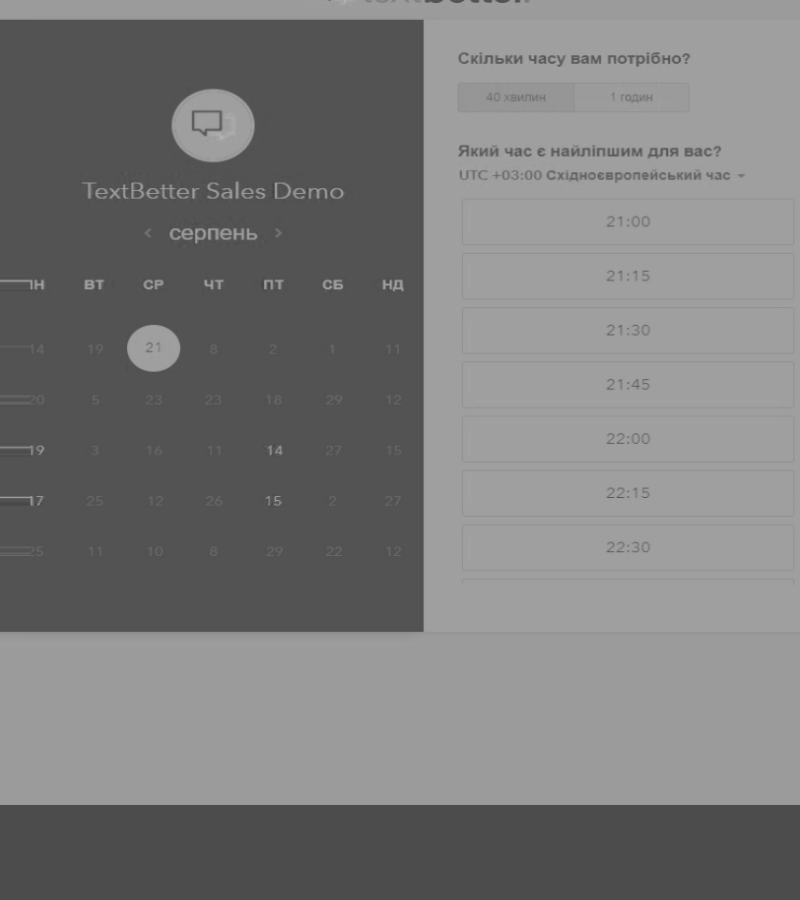 textbetter.
TextBetter Sales Demo
серпень
ПН ВТ СР ЧТ ПТ СБ НД
14 19 21 8 2 1 11
20 5 23 23 18 29 12
19 3 16 11 14 27 15
17 25 12 26 15 2 27
25 11 10 8 29 22 12
Скільки часу вам потрібно?
40 хвилин 1 годин
Який час є найліпшим для вас?
UTC +03:00 Східноєвропейський час
21:00
21:15
21:30
21:45
22:00
22:15
22:30